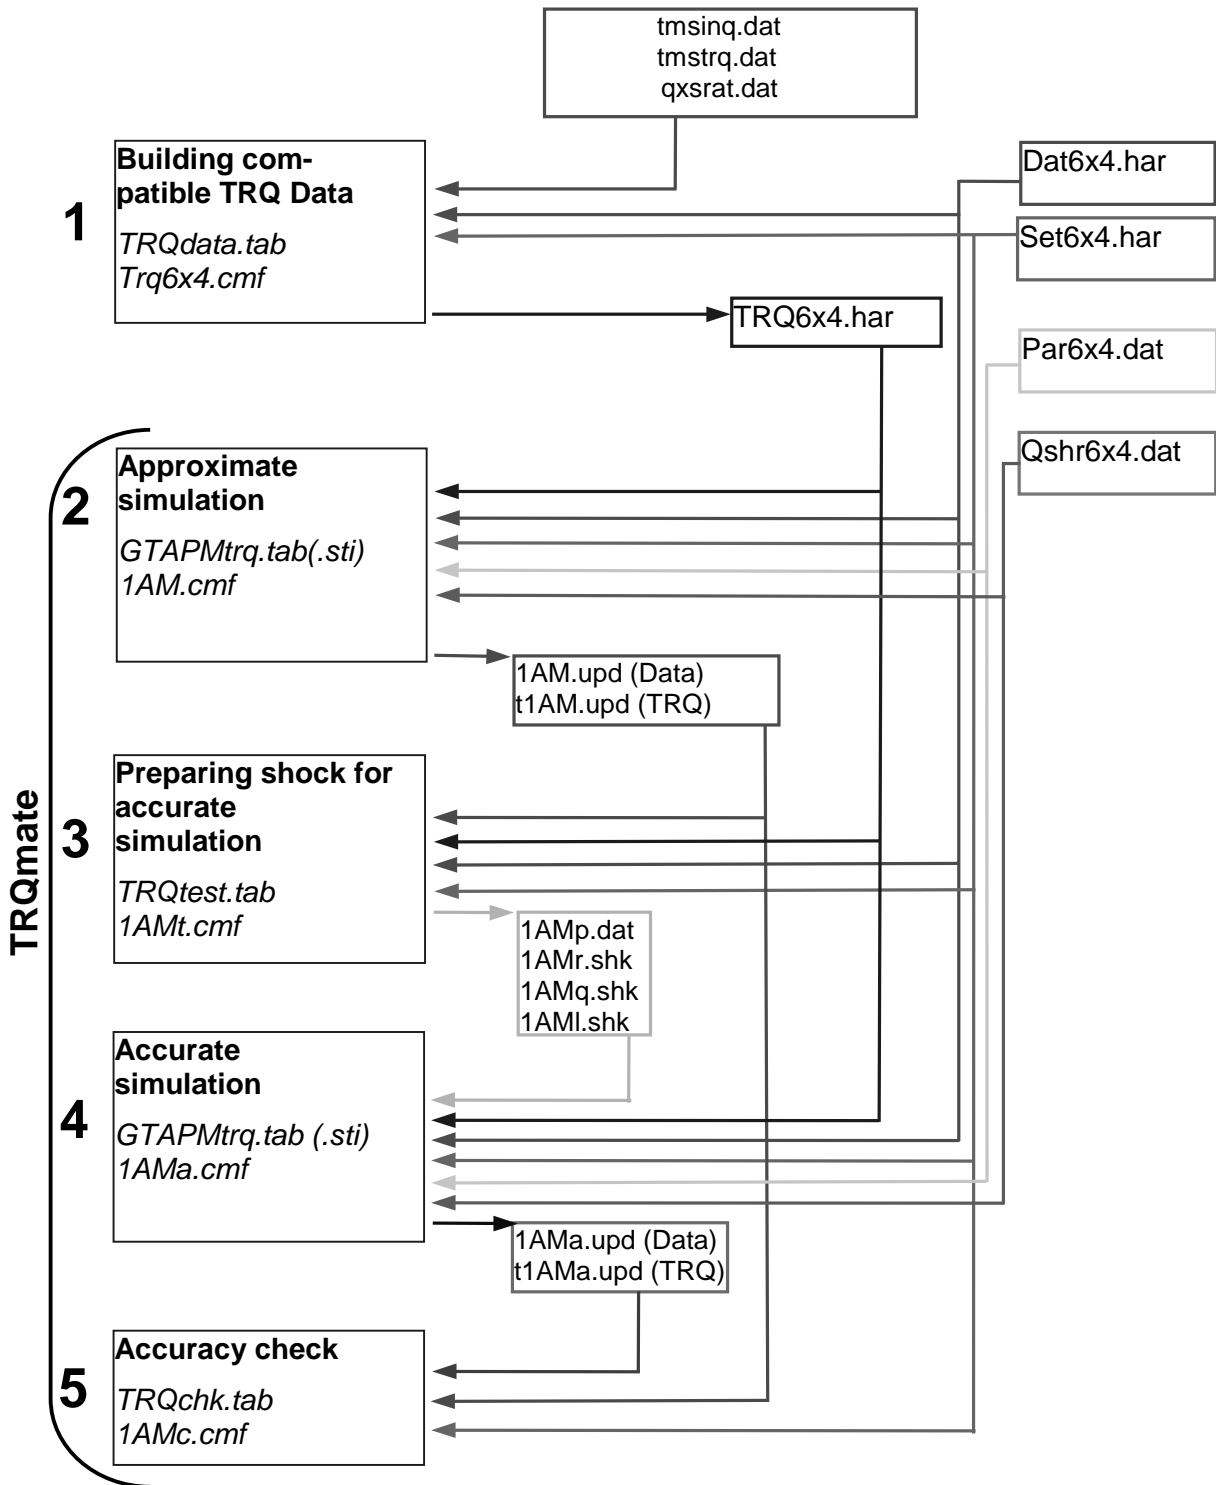 tmsinq.dat
tmstrq.dat
qxsrat.dat
Building com-
patible TRQ Data
1
TRQdata.tab
Trq6x4.cmf
Dat6x4.har
Set6x4.har
TRQ6x4.har
Par6x4.dat
Qshr6x4.dat
TRQmate
Approximate
simulation
2
GTAPMtrq.tab(.sti)
1AM.cmf
1AM.upd (Data)
t1AM.upd (TRQ)
Preparing shock for
accurate
simulation
3
TRQtest.tab
1AMt.cmf
1AMp.dat
1AMr.shk
1AMq.shk
1AMl.shk
Accurate
simulation
4
GTAPMtrq.tab (.sti)
1AMa.cmf
1AMa.upd (Data)
t1AMa.upd (TRQ)
Accuracy check
5
TRQchk.tab
1AMc.cmf